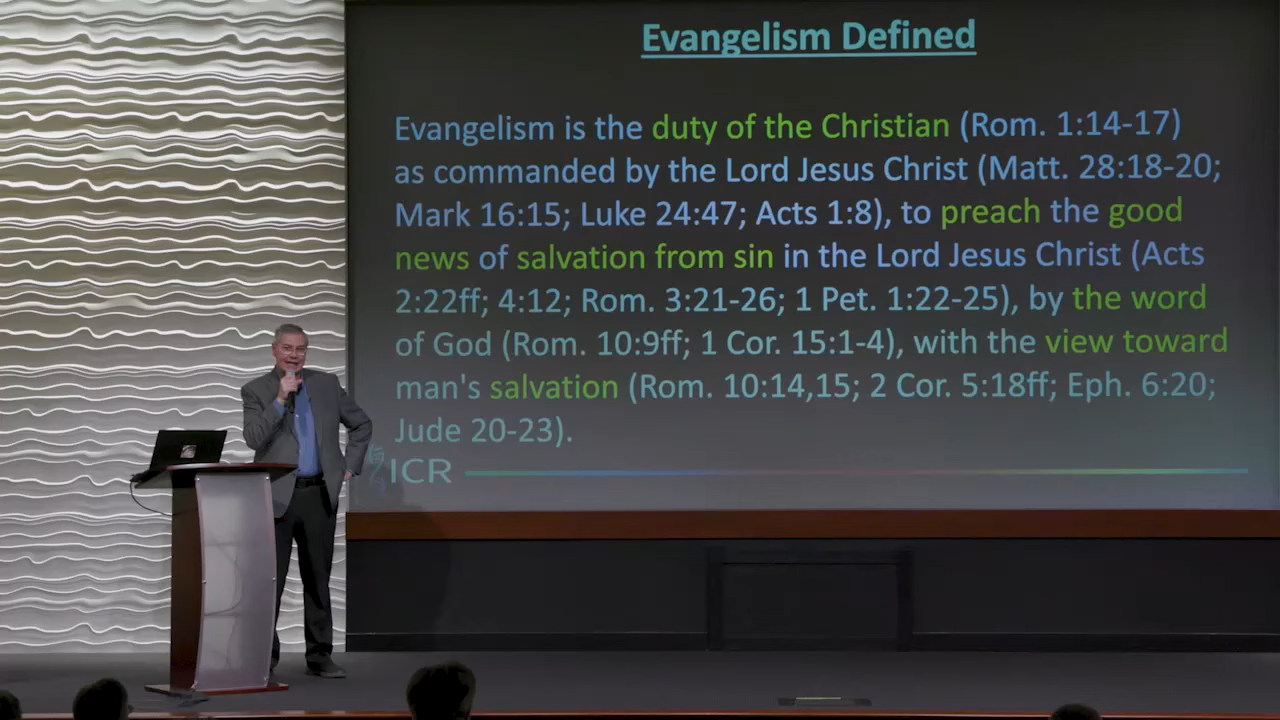 Evangelism Defined
Evangelism is the duty of the Christian (Rom. 1:14-17)
as commanded by the Lord Jesus Christ (Matt. 28:18-20;
Mark 16:15; Luke 24:47; Acts 1:8), to preach the good
news of salvation from sin in the Lord Jesus Christ (Acts
2:22ff; 4:12; Rom. 3:21-26; 1 Pet. 1:22-25), by the word
of God (Rom. 10:9ff; 1 Cor. 15:1-4), with the view toward
man's salvation (Rom. 10:14,15; 2 Cor. 5:18ff; Eph. 6:20;
Jude 20-23).
ICR